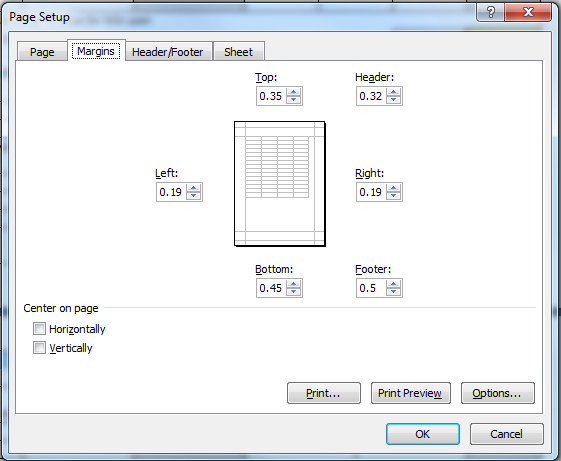 Page Setup
Page Margins Header/Footer Sheet
Top: Header:
0.35 0.32
Left: Right:
0.19 0.19
Bottom: Footer:
0.45 0.5
Center on page
Horizontally
Vertically
Print... Print Preview Options...
OK Cancel